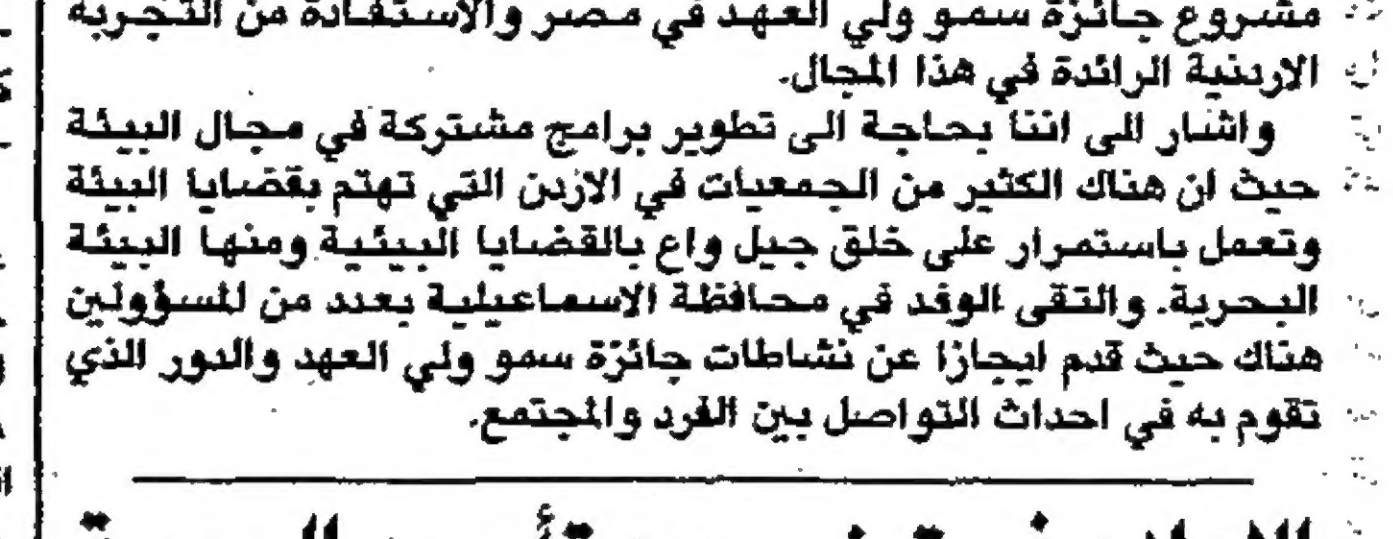 مشروع جائزة سمو ولي العهد في مصر والاستفادة من التجربة
الاردنية الرائدة في هذا المجال.
واشار الى اننا بحاجة الى تطوير برامج مشتركة في مجال البيئة
حيث ان هناك الكثير من الجمعيات في الاردن التي تهتم بقضايا البيئة
وتعمل باستمرار على خلق جيل واع بالقضايا البيئية ومنها البيئة
البحرية. والتقى الوفد في محافظة الاسماعيلية بعدد من المسؤولين
هناك حيث قدم ايجازا عن نشاطات جائزة سمو ولي العهد والدور الذي
تقوم به في احداث التواصل بين الفرد والمجتمع.